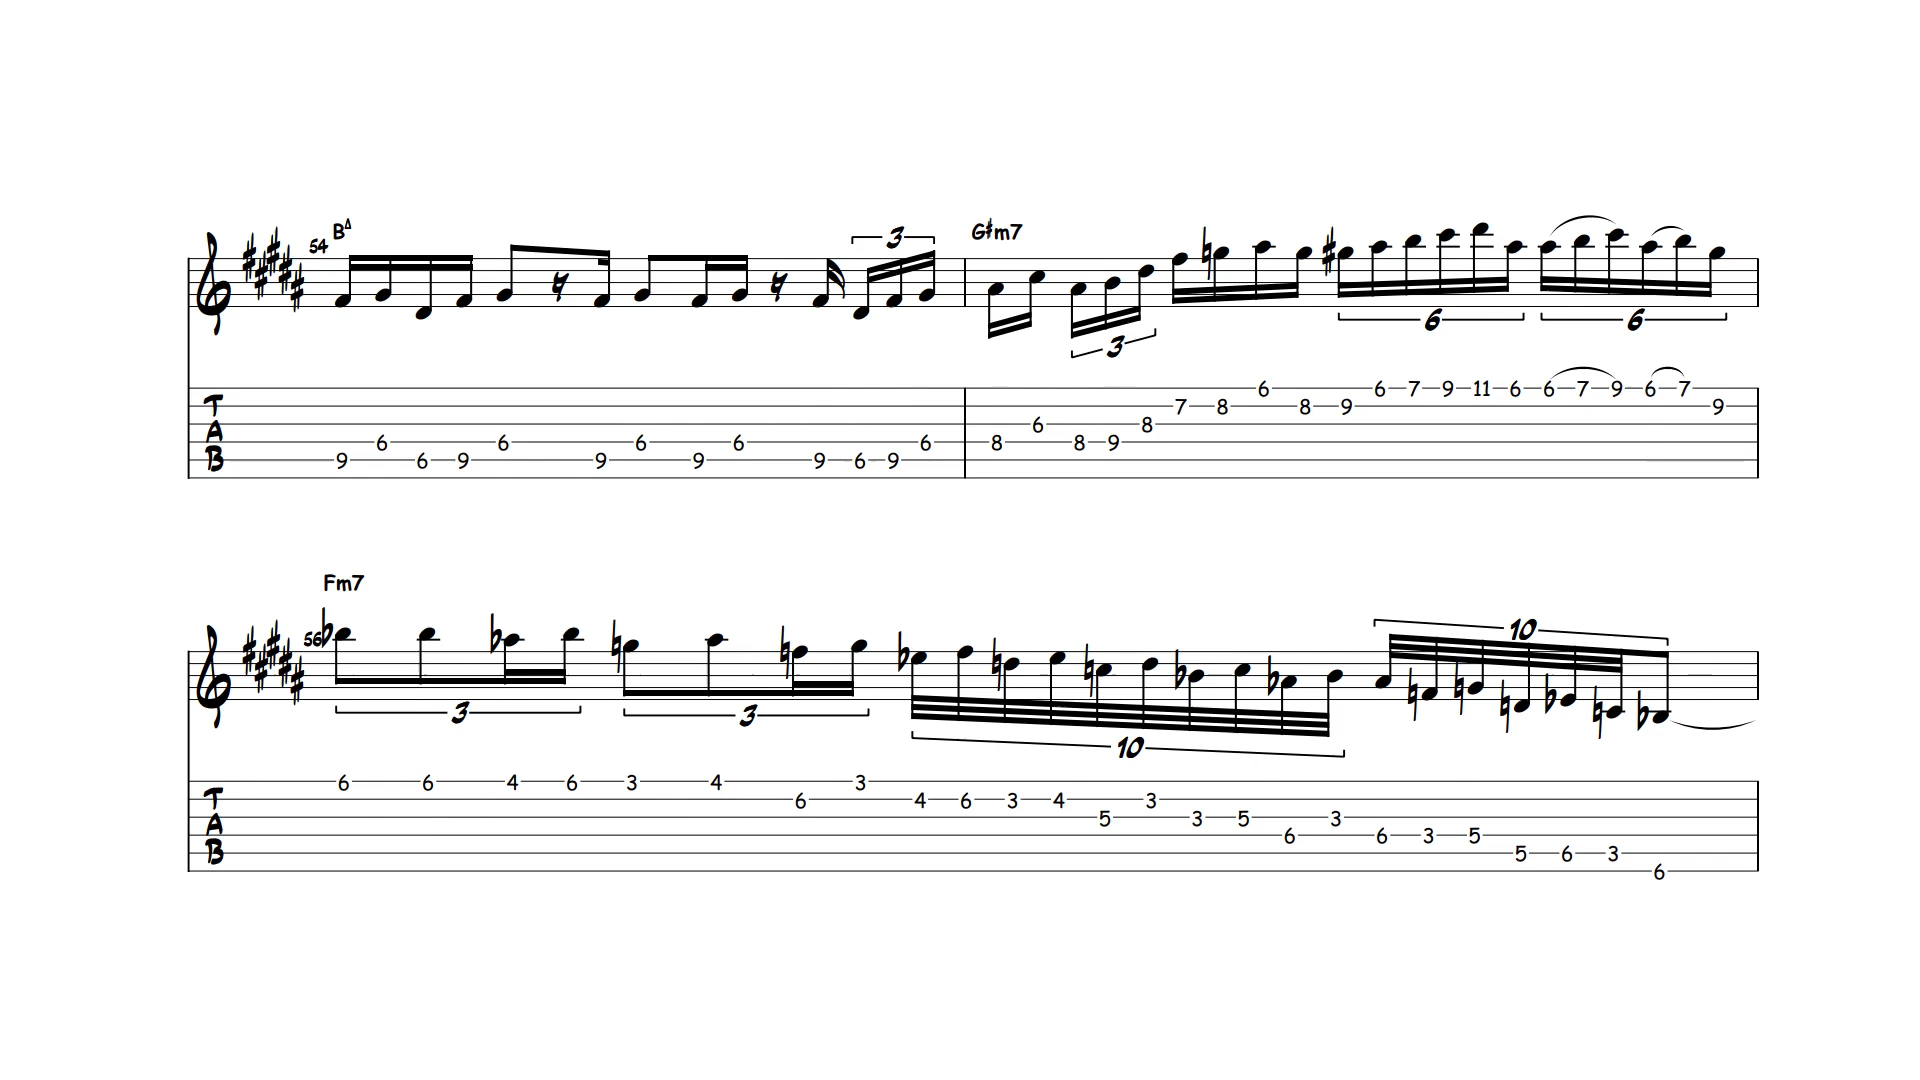 54 B△ G♯m7
3
3 6 6
T A B
9 6 6 9 6 9 6 9 6 9 6 9 6 8 6 8 9 8 7 8 6 8 9 6 7 9 11 6 6 7 9 6 7 9
Fm7
56
10
3 3 10
T A B
6 6 4 6 3 4 6 3 4 6 3 4 5 3 3 5 6 3 6 3 5 5 6 3 6